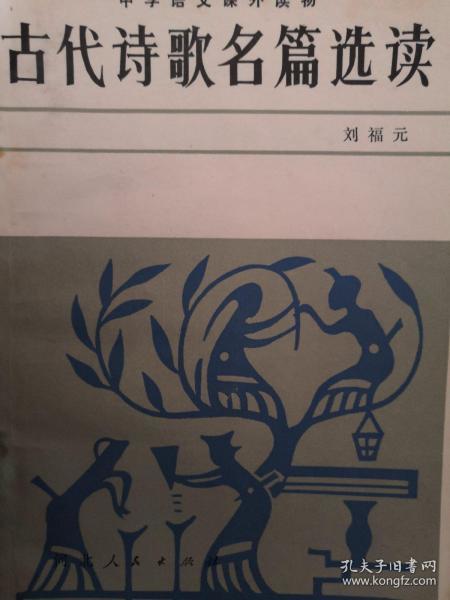 中学语文课外读物
古代诗歌名篇选读
刘福元
河北人民出版社
孔夫子旧书网
www.kongfz.com